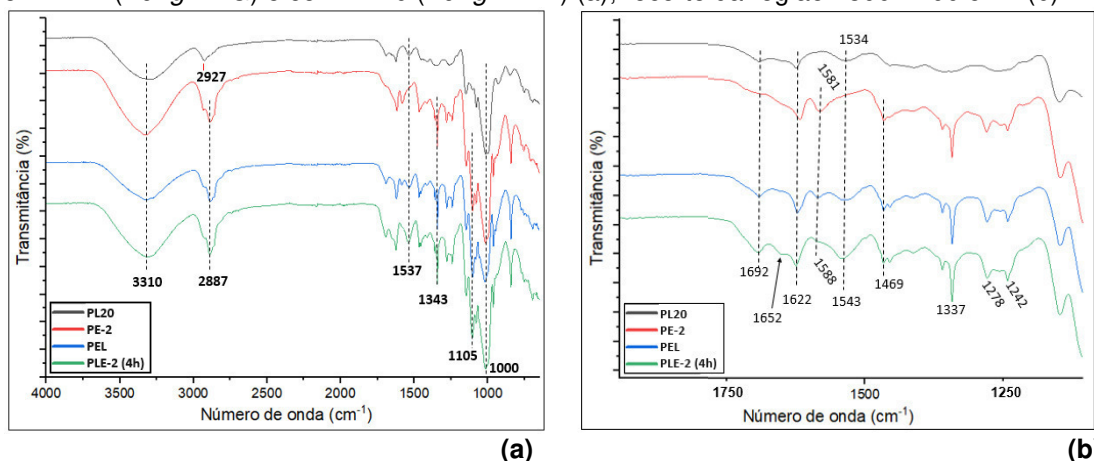 (a),
(b)
Transmitância (%)
2927
3310
2887
1537
1343
1105
1000
PL20
PE-2
PEL
PLE-2 (4h)
4000 3500 3000 2500 2000 1500 1000
Número de onda (cm-1)
(a)
Transmitância (%)
1534
1581
1692
1652
1622
1588
1543
1469
1337
1278
1242
PL20
PE-2
PEL
PLE-2 (4h)
1750 1500 1250
Número de onda (cm-1)